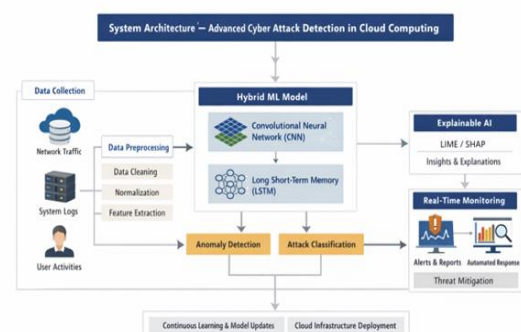 System Architecture — Advanced Cyber Attack Detection in Cloud Computing
Data Collection
Network Traffic
System Logs
User Activities
Data Preprocessing
Data Cleaning
Normalization
Feature Extraction
Hybrid ML Model
Convolutional Neural
Network (CNN)
Long Short-Term Memory
(LSTM)
Anomaly Detection
Attack Classification
Explainable AI
LIME / SHAP
Insights & Explanations
Real-Time Monitoring
Alerts & Reports
Automated Response
Threat Mitigation
Continuous Learning & Model Updates
Cloud Infrastructure Deployment